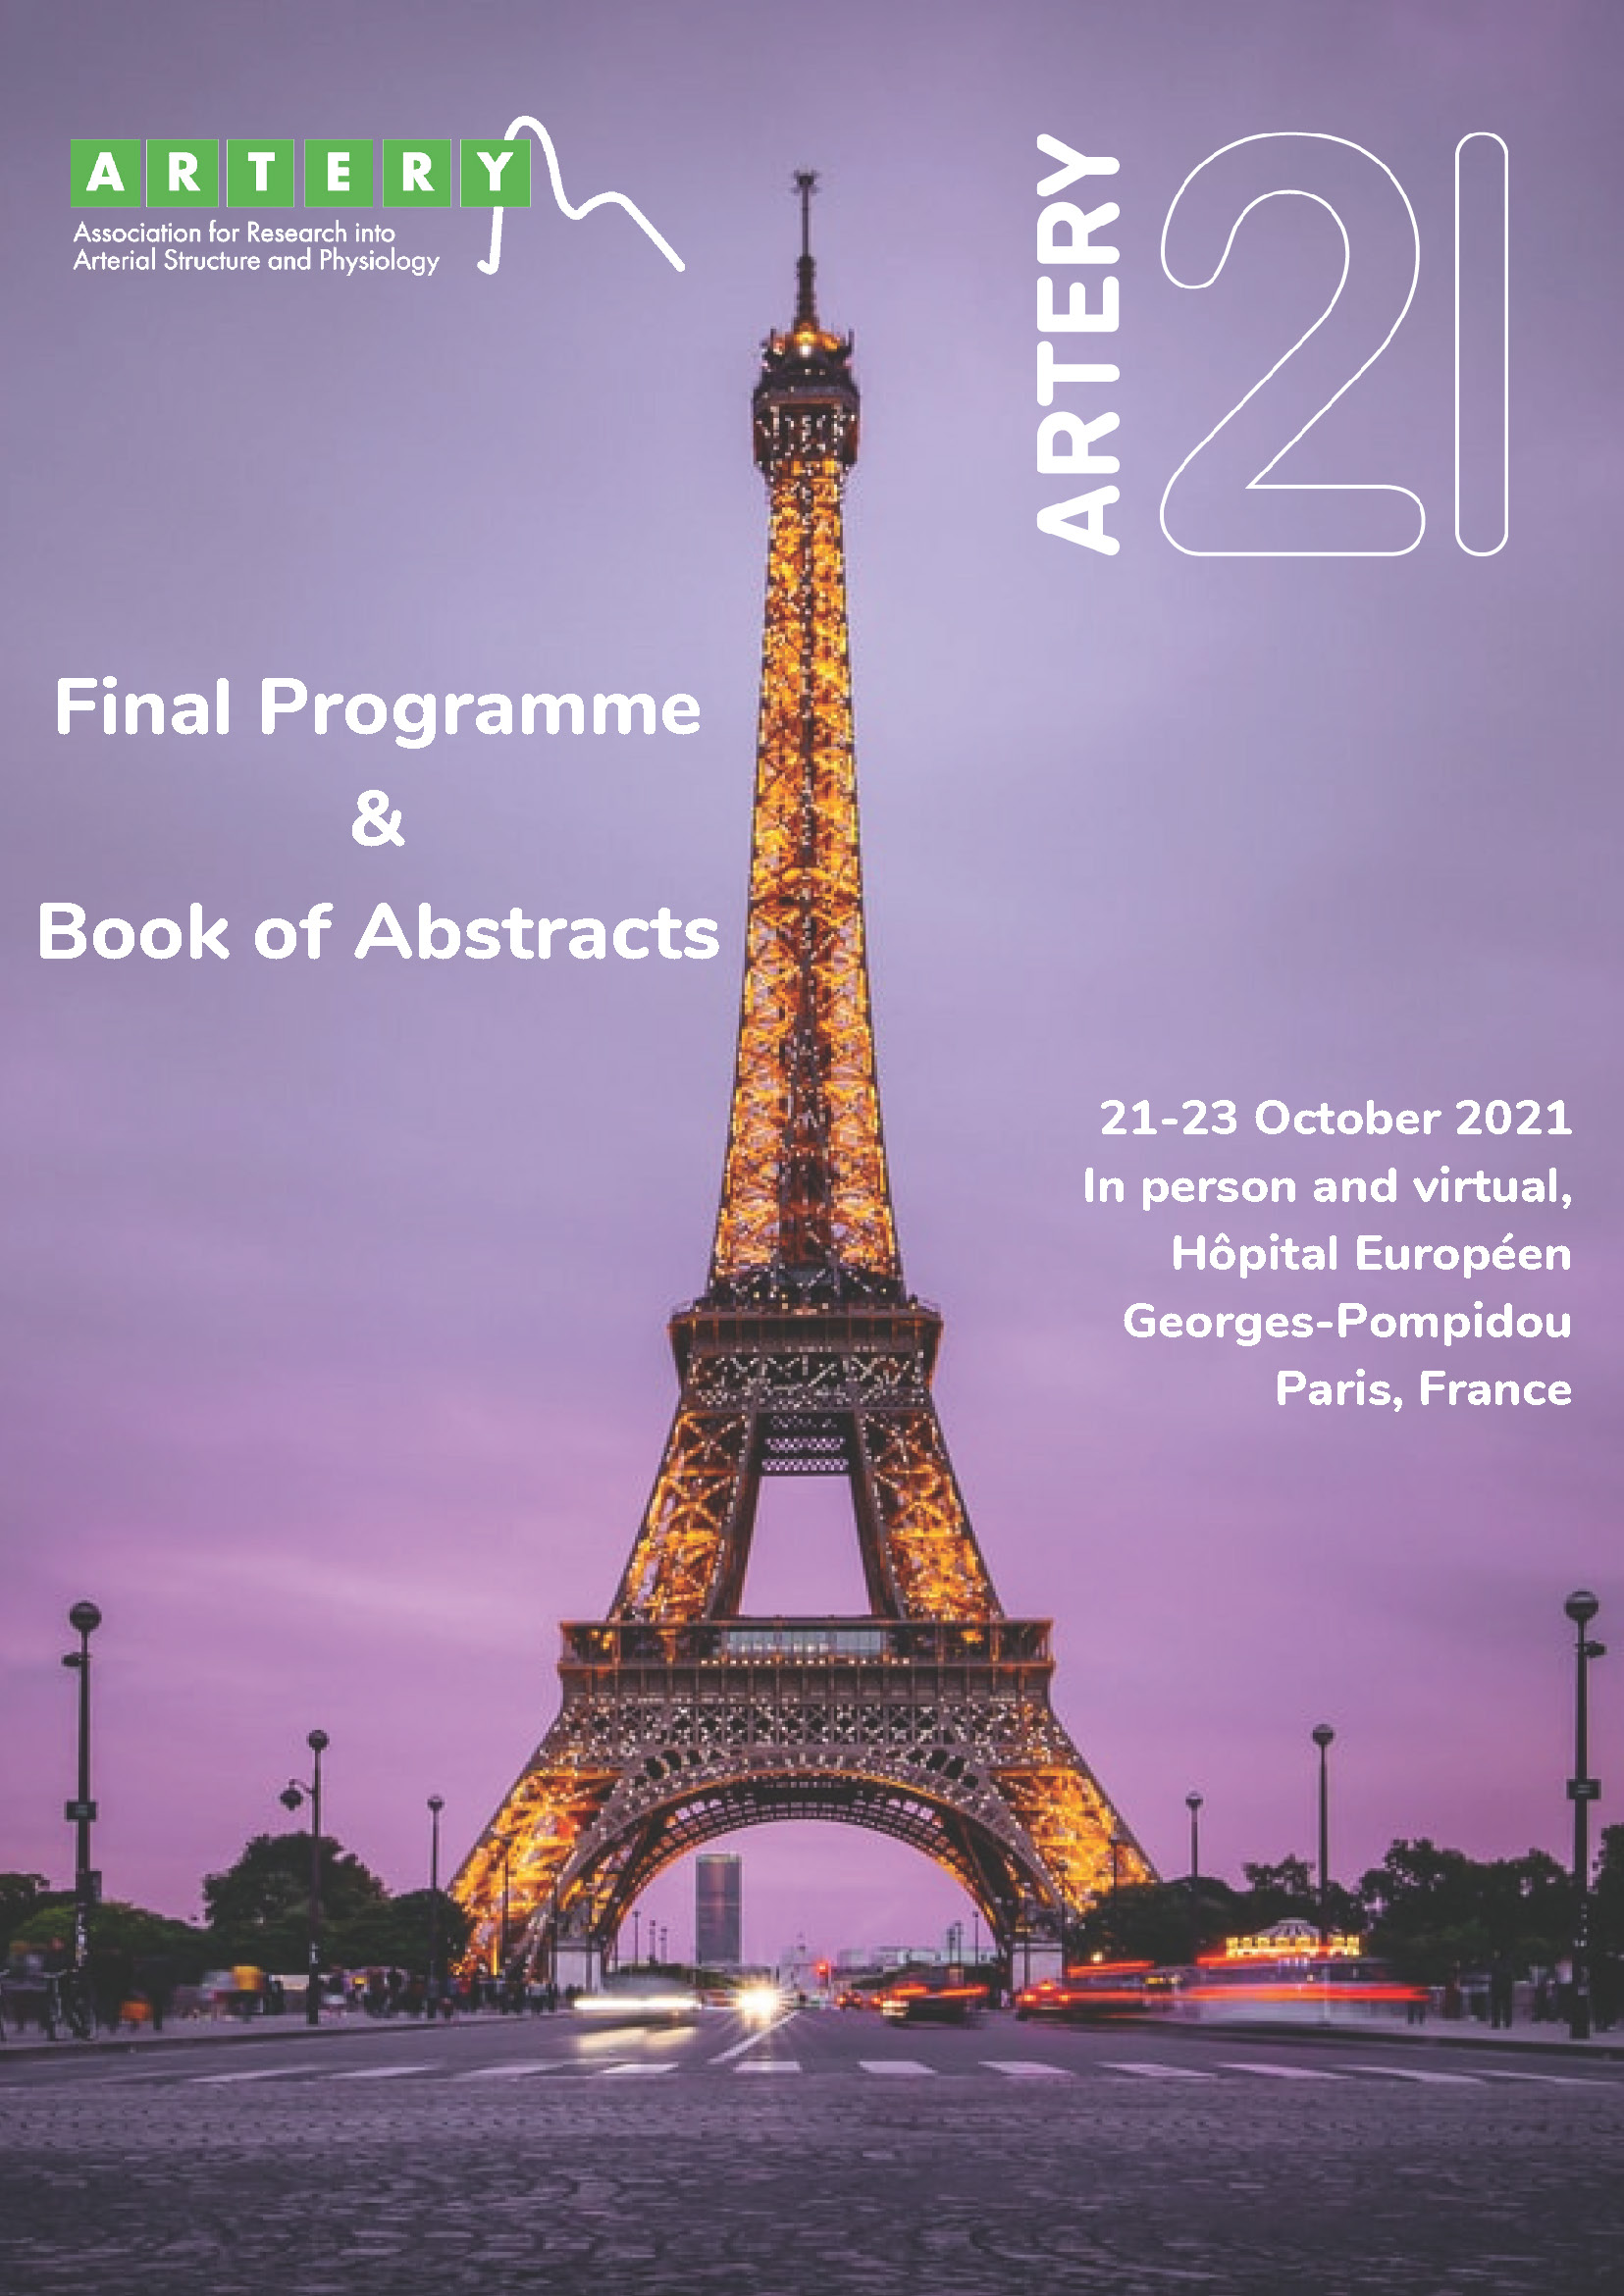 ARTERY
Association for Research into
Arterial Structure and Physiology
ARTERY
21
Final Programme
&
Book of Abstracts
21-23 October 2021
In person and virtual,
Hôpital Européen
Georges-Pompidou
Paris, France